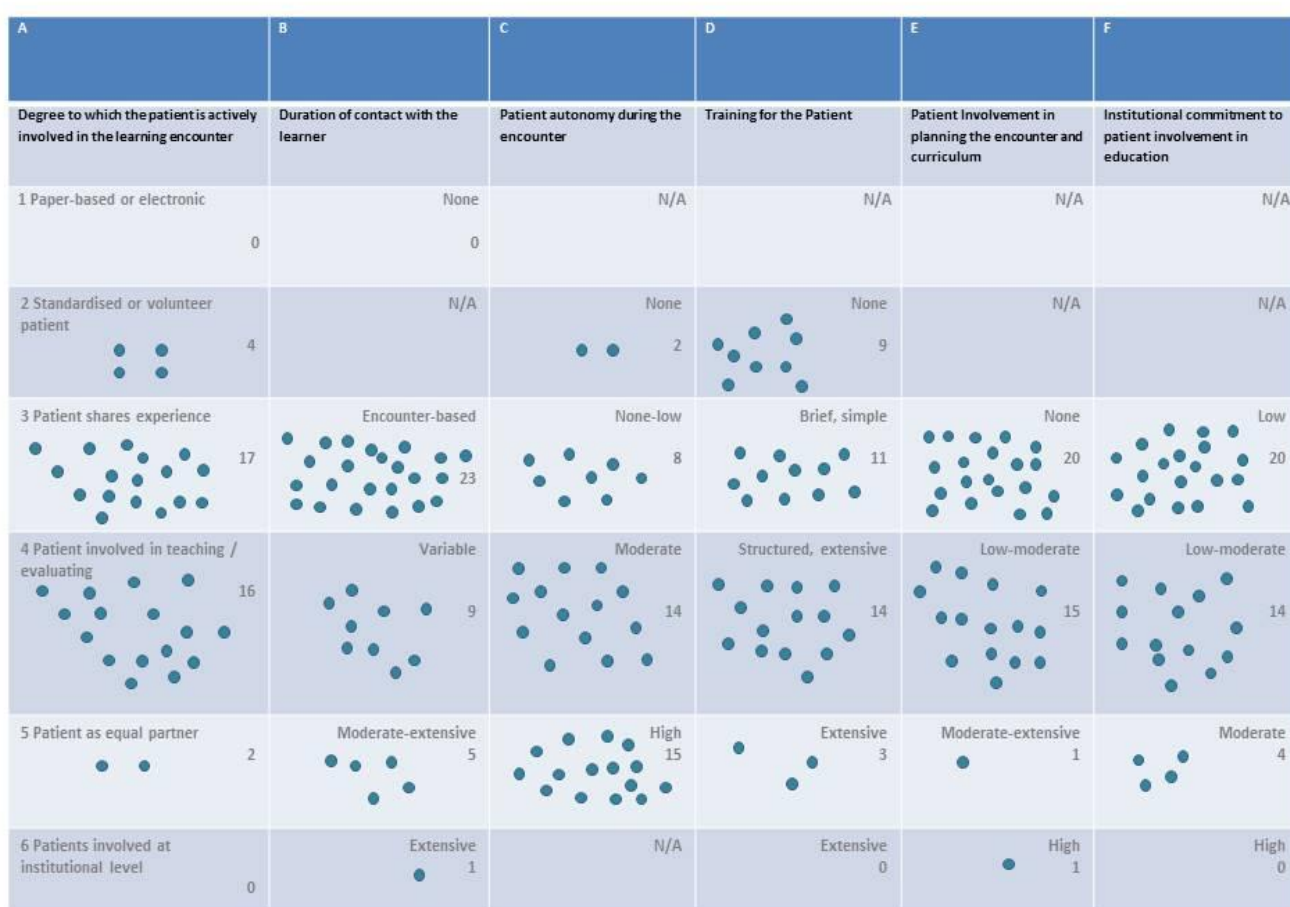 A B C D E F
Degree to which the patient is actively involved in the learning encounter
Duration of contact with the learner
Patient autonomy during the encounter
Training for the Patient
Patient Involvement in planning the encounter and curriculum
Institutional commitment to patient involvement in education
1 Paper-based or electronic
0
None
0
N/A
N/A
N/A
N/A
2 Standardised or volunteer
patient
4
N/A
None
2
None
9
N/A
N/A
3 Patient shares experience
17
Encounter-based
23
None-low
8
Brief, simple
11
None
20
Low
20
4 Patient involved in teaching /
evaluating
16
Variable
9
Moderate
14
Structured, extensive
14
Low-moderate
15
Low-moderate
14
5 Patient as equal partner
2
Moderate-extensive
5
High
15
Extensive
3
Moderate-extensive
1
Moderate
4
6 Patients involved at
institutional level
0
Extensive
1
N/A
Extensive
0
High
1
High
0